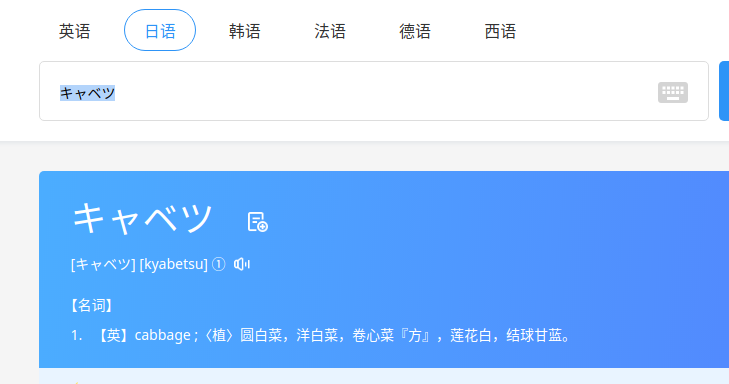 英语 日语 韩语 法语 德语 西语
キャベツ
キャベツ
[キャベツ] [kyabetsu] ①
【名词】
1. 【英】cabbage ;〈植〉圆白菜，洋白菜，卷心菜『方』，莲花白，结球甘蓝。